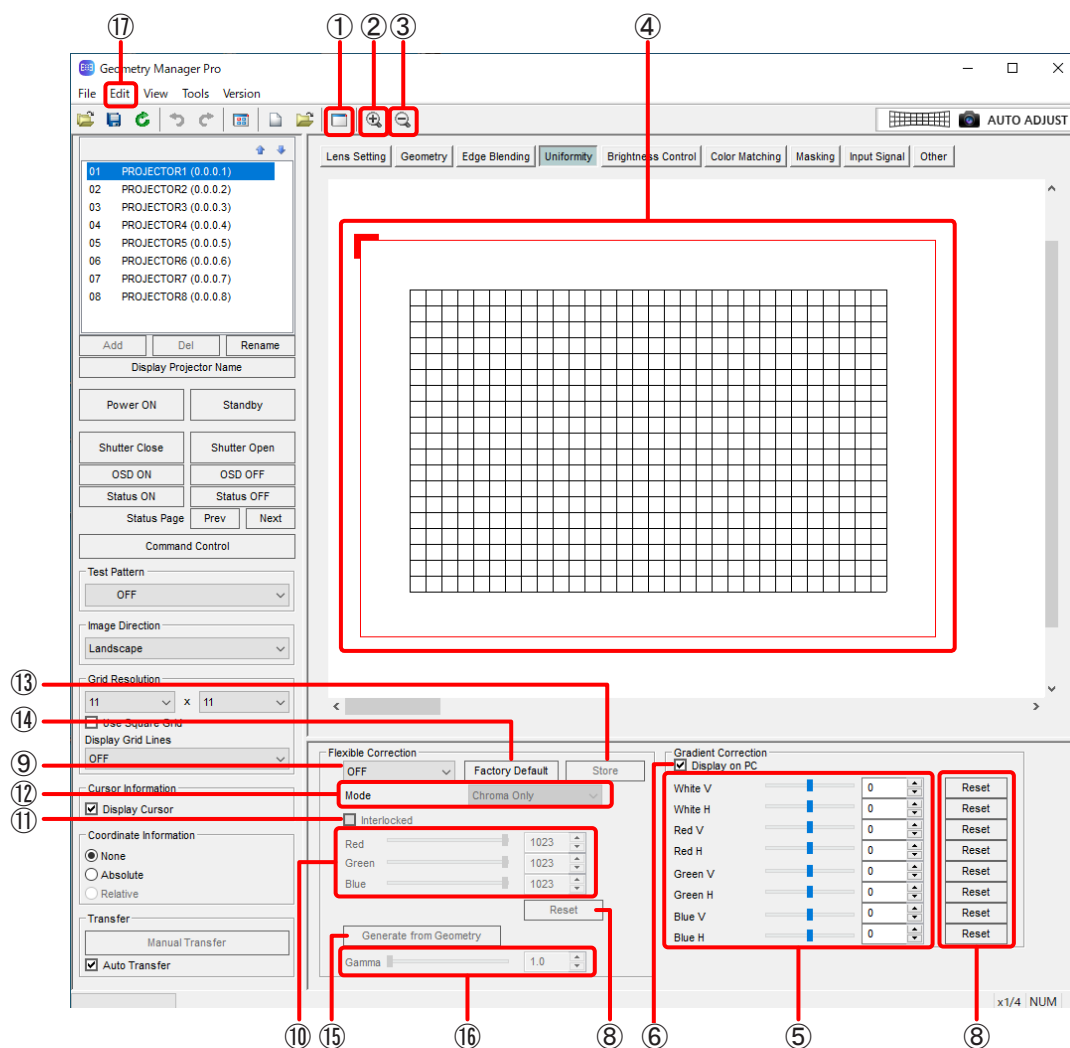 ⑰ ① ② ③ ④
Geometry Manager Pro
File Edit View Tools Version
AUTO ADJUST
Lens Setting Geometry Edge Blending Uniformity Brightness Control Color Matching Masking Input Signal Other
01 PROJECTOR1 (0.0.0.1)
02 PROJECTOR2 (0.0.0.2)
03 PROJECTOR3 (0.0.0.3)
04 PROJECTOR4 (0.0.0.4)
05 PROJECTOR5 (0.0.0.5)
06 PROJECTOR6 (0.0.0.6)
07 PROJECTOR7 (0.0.0.7)
08 PROJECTOR8 (0.0.0.8)
Add Del Rename
Display Projector Name
Power ON Standby
Shutter Close Shutter Open
OSD ON OSD OFF
Status ON Status OFF
Status Page Prev Next
Command Control
Test Pattern
OFF
Image Direction
Landscape
Grid Resolution
11 x 11
Use Square Grid
Display Grid Lines
OFF
Cursor Information
Display Cursor
Coordinate Information
None
Absolute
Relative
Transfer
Manual Transfer
Auto Transfer
⑬
⑭
⑨
⑫
⑪
Flexible Correction
OFF Factory Default Store
Mode Chroma Only
Interlocked
Red 1023
Green 1023
Blue 1023
Reset
Generate from Geometry
Gamma 1.0
Gradient Correction
Display on PC
White V 0 Reset
White H 0 Reset
Red V 0 Reset
Red H 0 Reset
Green V 0 Reset
Green H 0 Reset
Blue V 0 Reset
Blue H 0 Reset
x1/4 NUM
⑩ ⑮ ⑯ ⑧ ⑥ ⑤ ⑧